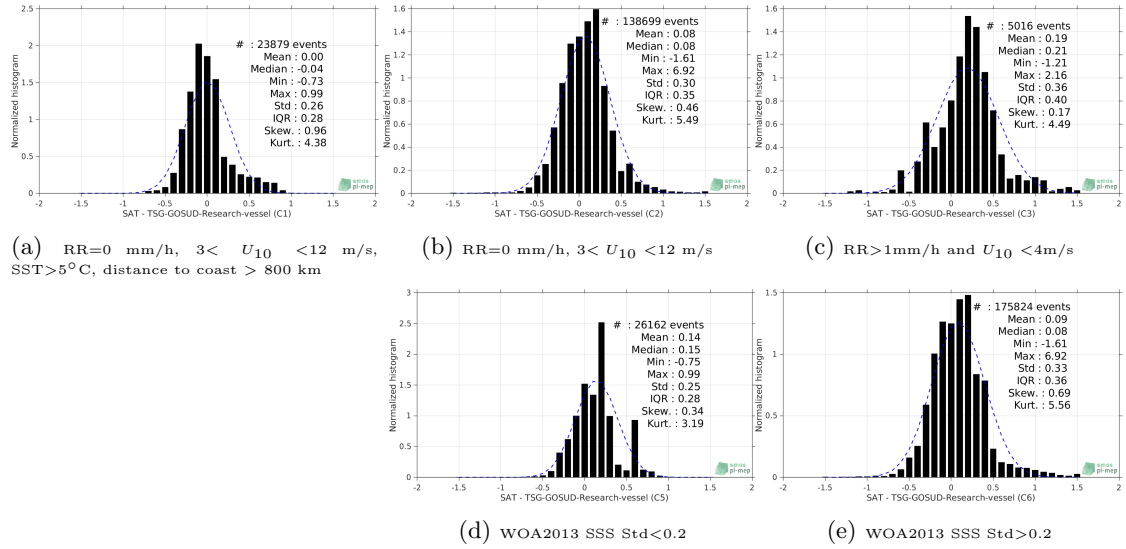 # : 23879 events
Mean : 0.00
Median : -0.04
Min : -0.73
Max : 0.99
Std : 0.26
IQR : 0.28
Skew. : 0.96
Kurt. : 4.38
Normalized histogram
0
0.5
1
1.5
2
2.5
-2
-1.5
-1
-0.5
0
0.5
1
1.5
2
SAT - TSG-GOSUD-Research-vessel (C1)
smos
pi-mep
(a) RR=0 mm/h, 3< U10 <12 m/s,
SST>5°C, distance to coast > 800 km
# : 138699 events
Mean : 0.08
Median : 0.08
Min : -1.61
Max : 6.92
Std : 0.30
IQR : 0.35
Skew. : 0.46
Kurt. : 5.49
Normalized histogram
0
0.2
0.4
0.6
0.8
1
1.2
1.4
1.6
-2
-1.5
-1
-0.5
0
0.5
1
1.5
2
SAT - TSG-GOSUD-Research-vessel (C2)
smos
pi-mep
(b) RR=0 mm/h, 3< U10 <12 m/s
# : 5016 events
Mean : 0.19
Median : 0.21
Min : -1.21
Max : 2.16
Std : 0.36
IQR : 0.40
Skew. : 0.17
Kurt. : 4.49
Normalized histogram
0
0.2
0.4
0.6
0.8
1
1.2
1.4
1.6
-2
-1.5
-1
-0.5
0
0.5
1
1.5
2
SAT - TSG-GOSUD-Research-vessel (C3)
smos
pi-mep
(c) RR>1mm/h and U10 <4m/s
# : 26162 events
Mean : 0.14
Median : 0.15
Min : -0.75
Max : 0.99
Std : 0.25
IQR : 0.28
Skew. : 0.34
Kurt. : 3.19
Normalized histogram
0
0.5
1
1.5
2
2.5
3
-2
-1.5
-1
-0.5
0
0.5
1
1.5
2
SAT - TSG-GOSUD-Research-vessel (C5)
smos
pi-mep
(d) WOA2013 SSS Std<0.2
# : 175824 events
Mean : 0.09
Median : 0.08
Min : -1.61
Max : 6.92
Std : 0.33
IQR : 0.36
Skew. : 0.69
Kurt. : 5.56
Normalized histogram
0
0.5
1
1.5
-2
-1.5
-1
-0.5
0
0.5
1
1.5
2
SAT - TSG-GOSUD-Research-vessel (C6)
smos
pi-mep
(e) WOA2013 SSS Std>0.2